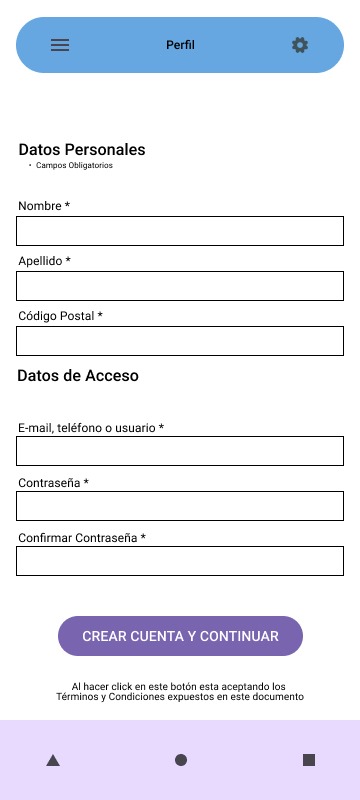 Perfil
Datos Personales
• Campos Obligatorios
Nombre *
Apellido *
Código Postal *
Datos de Acceso
E-mail, teléfono o usuario *
Contraseña *
Confirmar Contraseña *
CREAR CUENTA Y CONTINUAR
Al hacer click en este botón esta aceptando los
Términos y Condiciones expuestos en este documento